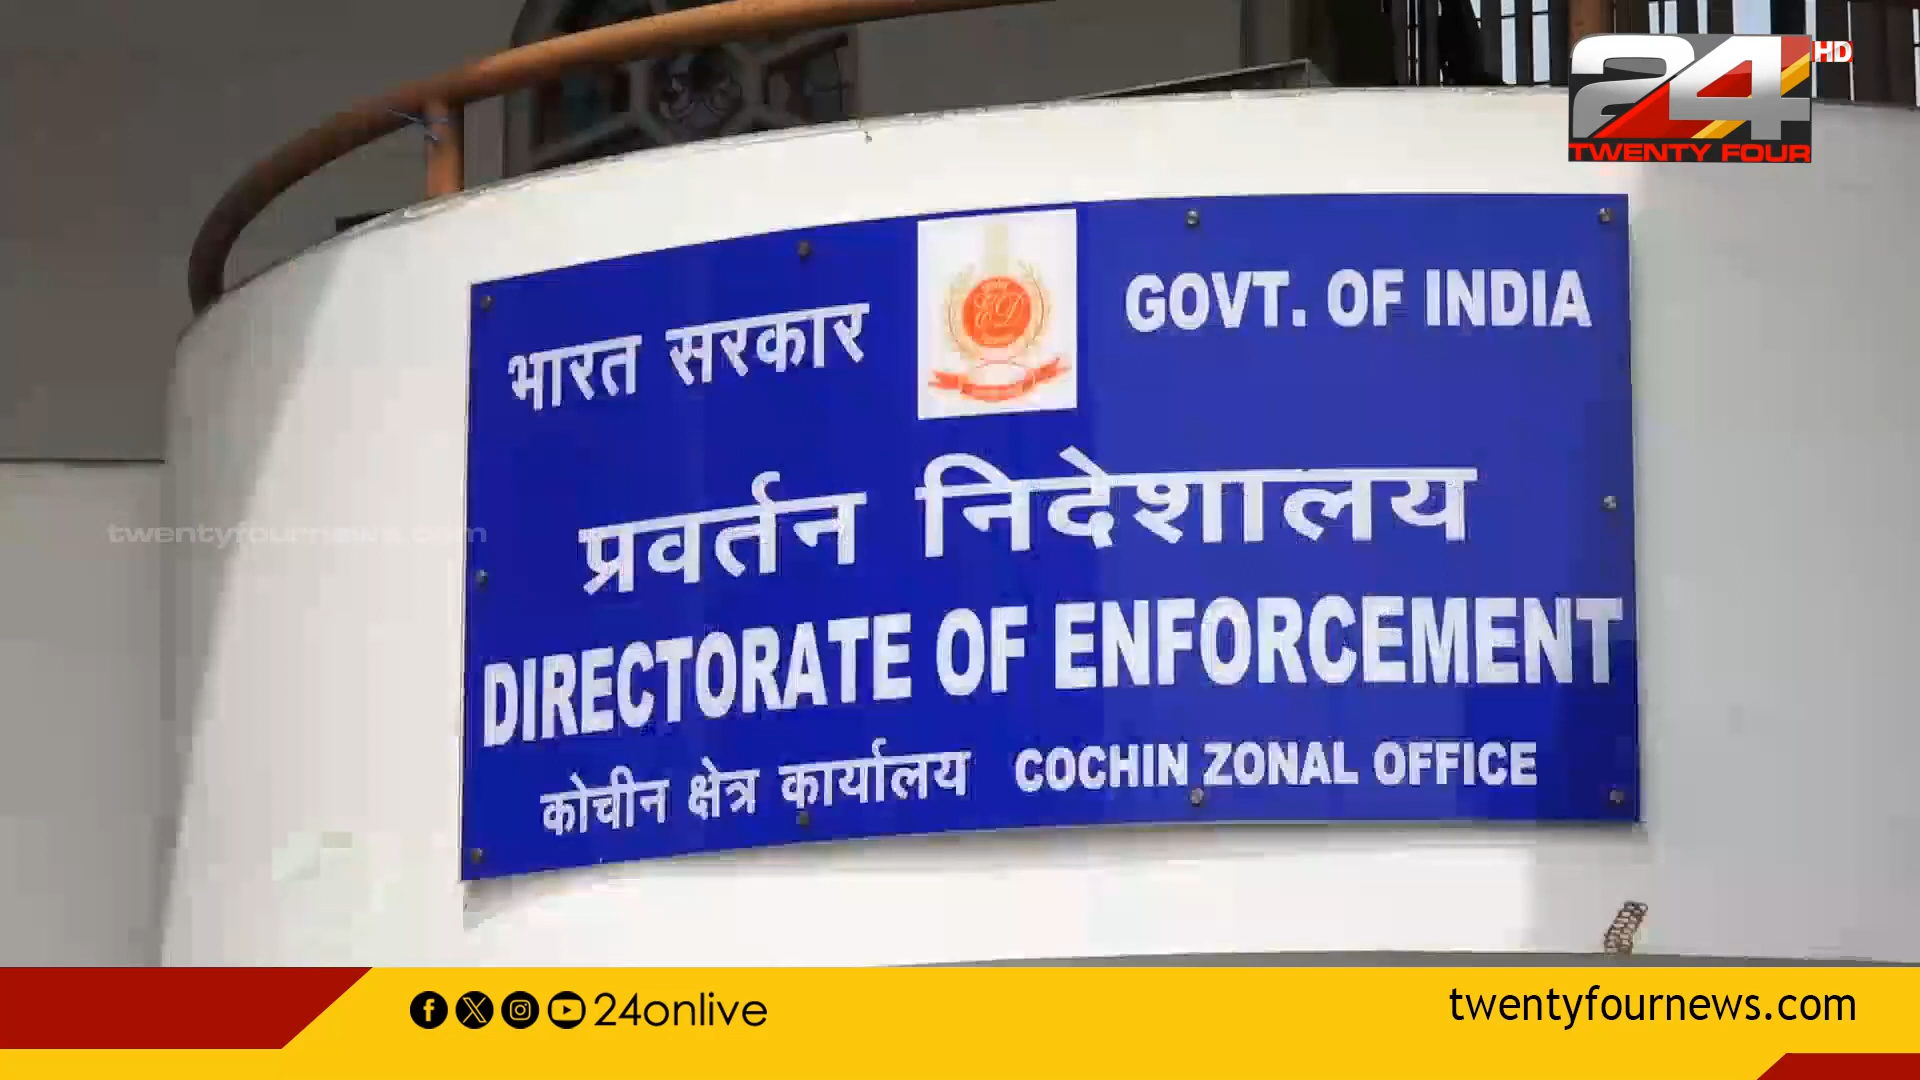 24 HD
TWENTY FOUR
भारत सरकार
ED
GOVT. OF INDIA
प्रवर्तन निदेशालय
twentyfournews.com
DIRECTORATE OF ENFORCEMENT
कोचीन क्षेत्र कार्यालय COCHIN ZONAL OFFICE
24onlive
twentyfournews.com